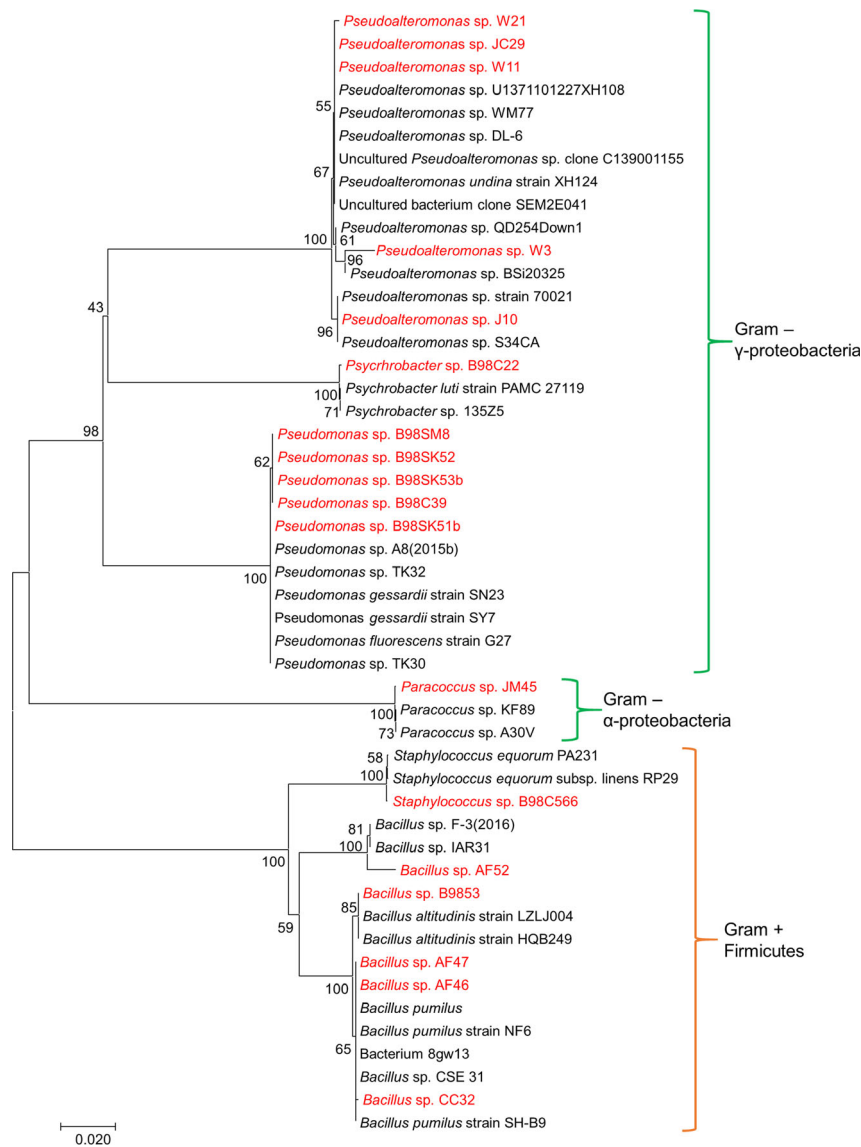 Pseudoalteromonas sp. W21
Pseudoalteromonas sp. JC29
Pseudoalteromonas sp. W11
Pseudoalteromonas sp. U1371101227XH108
55
Pseudoalteromonas sp. WM77
Pseudoalteromonas sp. DL-6
Uncultured Pseudoalteromonas sp. clone C139001155
67
Pseudoalteromonas undina strain XH124
Uncultured bacterium clone SEM2E041
Pseudoalteromonas sp. QD254Down1
100
61
Pseudoalteromonas sp. W3
96
Pseudoalteromonas sp. BSi20325
Pseudoalteromonas sp. strain 70021
43
Pseudoalteromonas sp. J10
96
Pseudoalteromonas sp. S34CA
Gram –
γ-proteobacteria
Psycrhrobacter sp. B98C22
100
Psychrobacter luti strain PAMC 27119
71
Psychrobacter sp. 135Z5
98
Pseudomonas sp. B98SM8
Pseudomonas sp. B98SK52
62
Pseudomonas sp. B98SK53b
Pseudomonas sp. B98C39
Pseudomonas sp. B98SK51b
Pseudomonas sp. A8(2015b)
100
Pseudomonas sp. TK32
Pseudomonas gessardii strain SN23
Pseudomonas gessardii strain SY7
Pseudomonas fluorescens strain G27
Pseudomonas sp. TK30
Paracoccus sp. JM45
100
Paracoccus sp. KF89
73
Paracoccus sp. A30V
Gram –
α-proteobacteria
58
Staphylococcus equorum PA231
100
Staphylococcus equorum subsp. linens RP29
Staphylococcus sp. B98C566
81
Bacillus sp. F-3(2016)
100
Bacillus sp. IAR31
100
Bacillus sp. AF52
Bacillus sp. B9853
85
Bacillus altitudinis strain LZLJ004
59
Bacillus altitudinis strain HQB249
Gram +
Firmicutes
Bacillus sp. AF47
100
Bacillus sp. AF46
Bacillus pumilus
Bacillus pumilus strain NF6
65
Bacterium 8gw13
Bacillus sp. CSE 31
Bacillus sp. CC32
Bacillus pumilus strain SH-B9
0.020